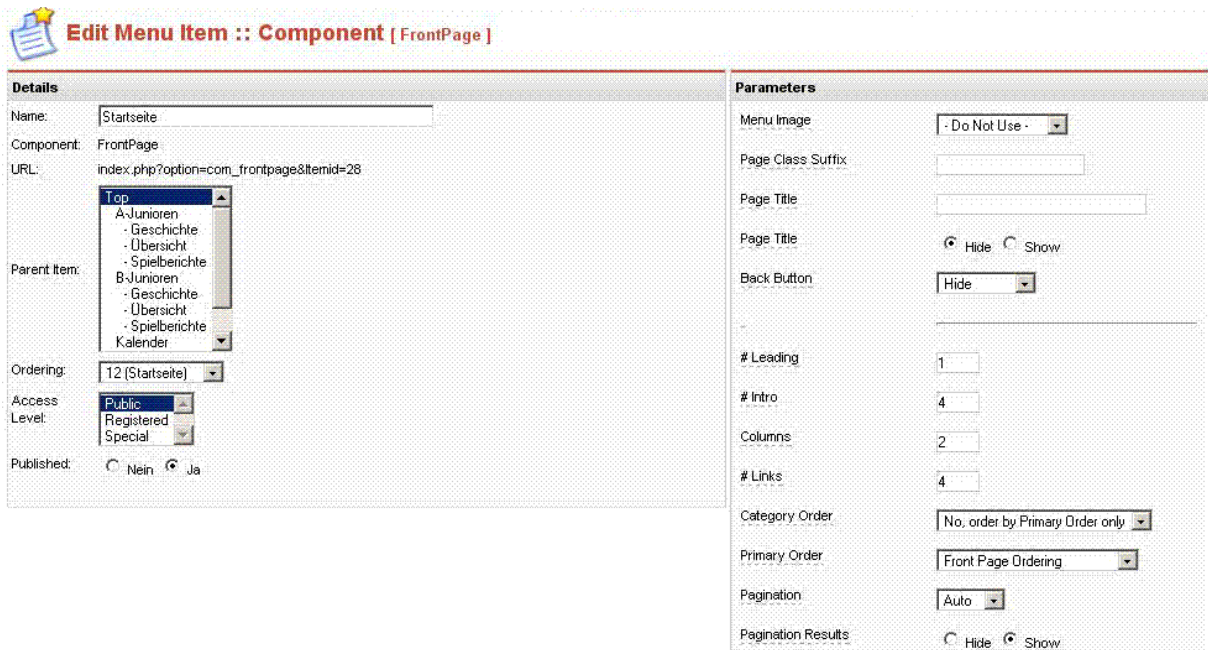 Edit Menu Item :: Component [ FrontPage ]
Details
Name: Startseite
Component: FrontPage
URL: index.php?option=com_frontpage&Itemid=28
Parent Item:
Top
A-Junioren
- Geschichte
- Übersicht
- Spielberichte
B-Junioren
- Geschichte
- Übersicht
- Spielberichte
Kalender
Ordering: 12 (Startseite)
Access
Level:
Public
Registered
Special
Published: Nein Ja
Parameters
Menu Image - Do Not Use -
Page Class Suffix
Page Title
Page Title Hide Show
Back Button Hide
-
# Leading 1
# Intro 4
Columns 2
# Links 4
Category Order No, order by Primary Order only
Primary Order Front Page Ordering
Pagination Auto
Pagination Results Hide Show